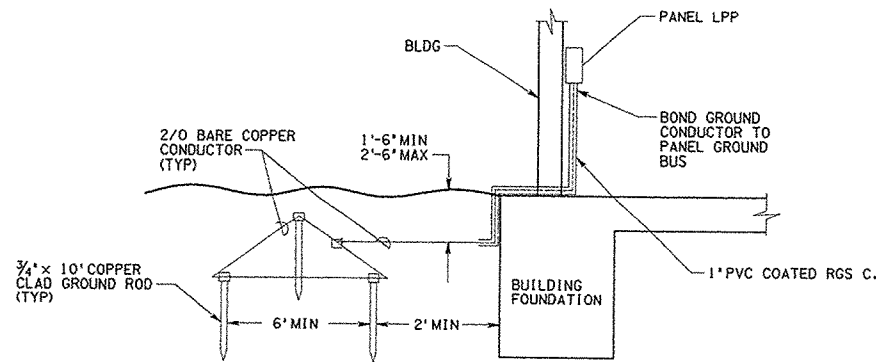 PANEL LPP
BLDG
BOND GROUND
CONDUCTOR TO
PANEL GROUND
BUS
2/0 BARE COPPER
CONDUCTOR
(TYP)
1'-6" MIN
2'-6" MAX
3/4" x 10' COPPER
CLAD GROUND ROD
(TYP)
6' MIN
2' MIN
BUILDING
FOUNDATION
1" PVC COATED RGS C.